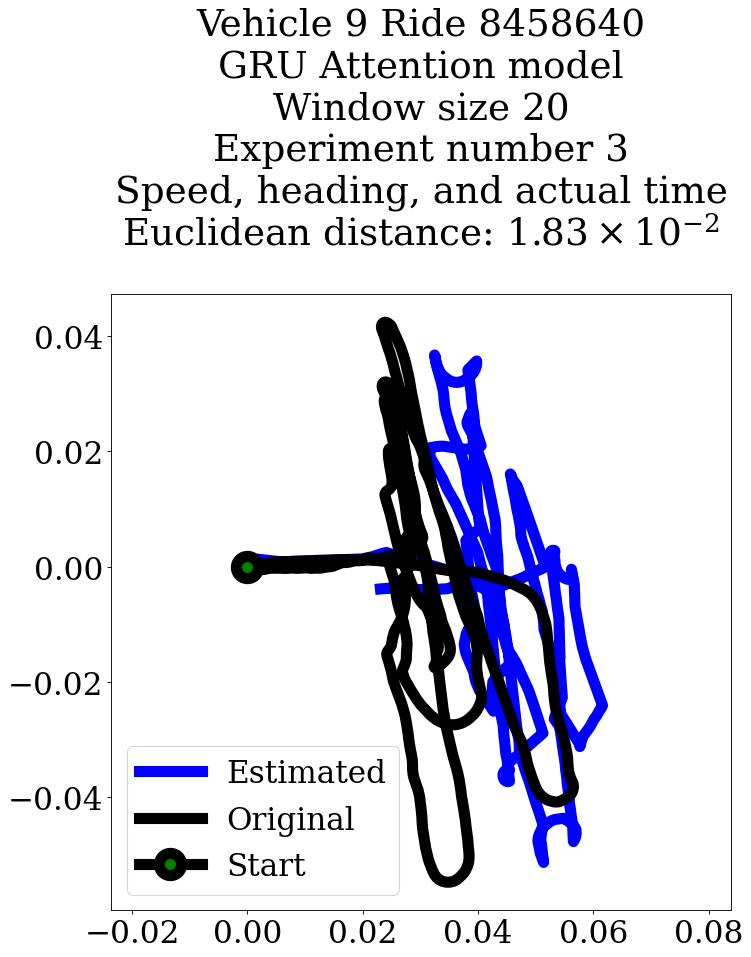 Vehicle 9 Ride 8458640
GRU Attention model
Window size 20
Experiment number 3
Speed, heading, and actual time
Euclidean distance: 1.83 × 10⁻²
0.04
0.02
0.00
−0.02
−0.04
Estimated
Original
Start
−0.02 0.00 0.02 0.04 0.06 0.08